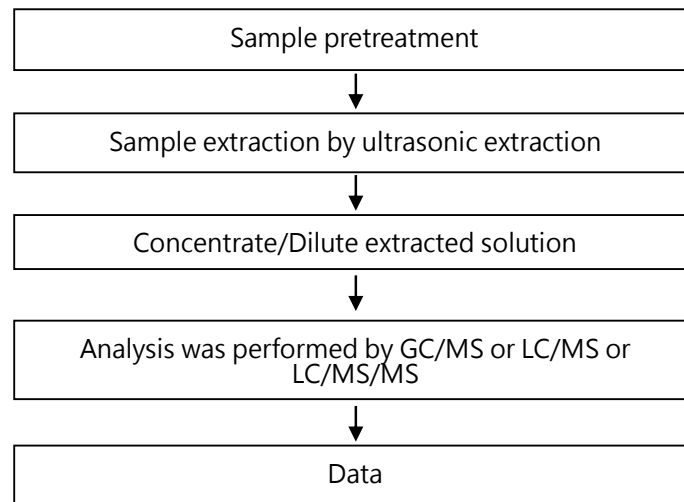 Sample pretreatment
Sample extraction by ultrasonic extraction
Concentrate/Dilute extracted solution
Analysis was performed by GC/MS or LC/MS or
LC/MS/MS
Data